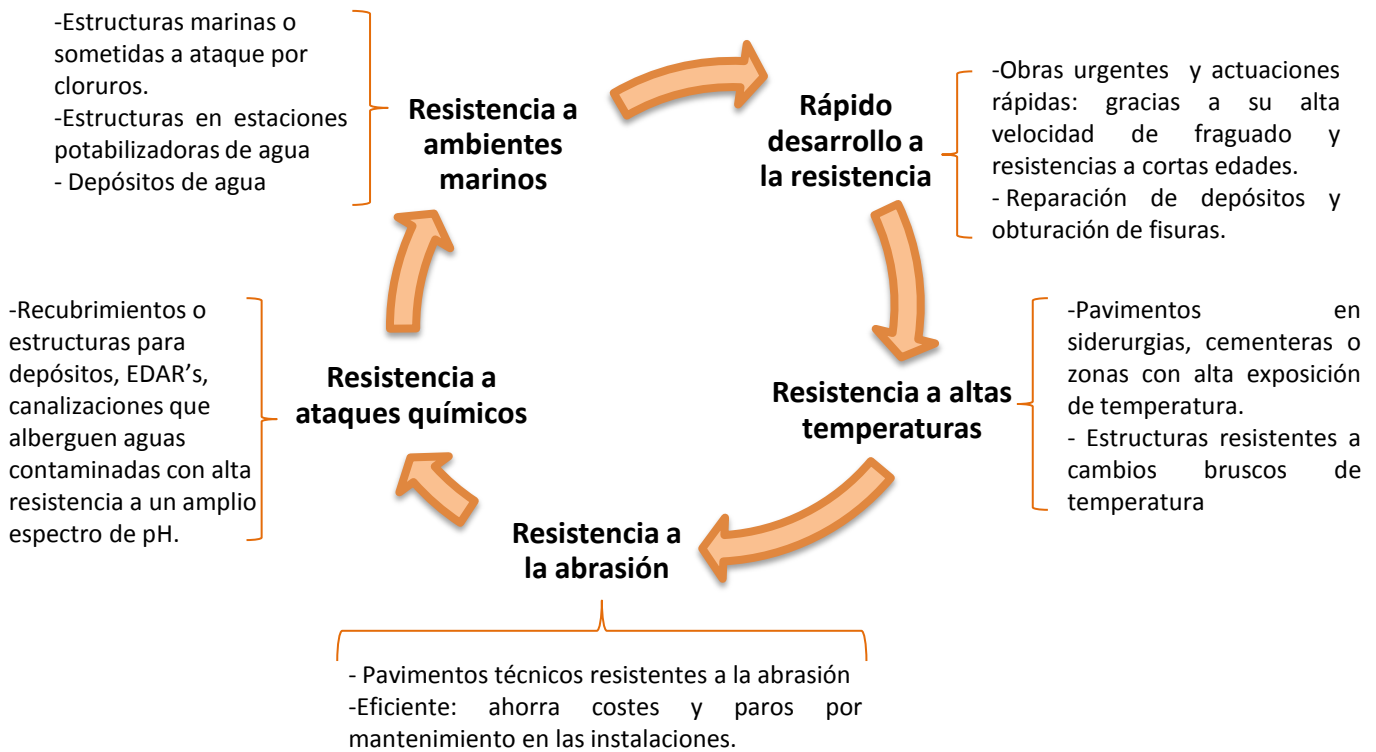 -Estructuras marinas o
sometidas a ataque por
cloruros.
-Estructuras en estaciones
potabilizadoras de agua
- Depósitos de agua
Resistencia a
ambientes
marinos
Rápido
desarrollo a
la resistencia
-Obras urgentes y actuaciones
rápidas: gracias a su alta
velocidad de fraguado y
resistencias a cortas edades.
- Reparación de depósitos y
obturación de fisuras.
-Recubrimientos o
estructuras para
depósitos, EDAR’s,
canalizaciones que
alberguen aguas
contaminadas con alta
resistencia a un amplio
espectro de pH.
Resistencia a
ataques químicos
Resistencia a altas
temperaturas
-Pavimentos en
siderurgias, cementeras o
zonas con alta exposición
de temperatura.
- Estructuras resistentes a
cambios bruscos de
temperatura
Resistencia a
la abrasión
- Pavimentos técnicos resistentes a la abrasión
-Eficiente: ahorra costes y paros por
mantenimiento en las instalaciones.